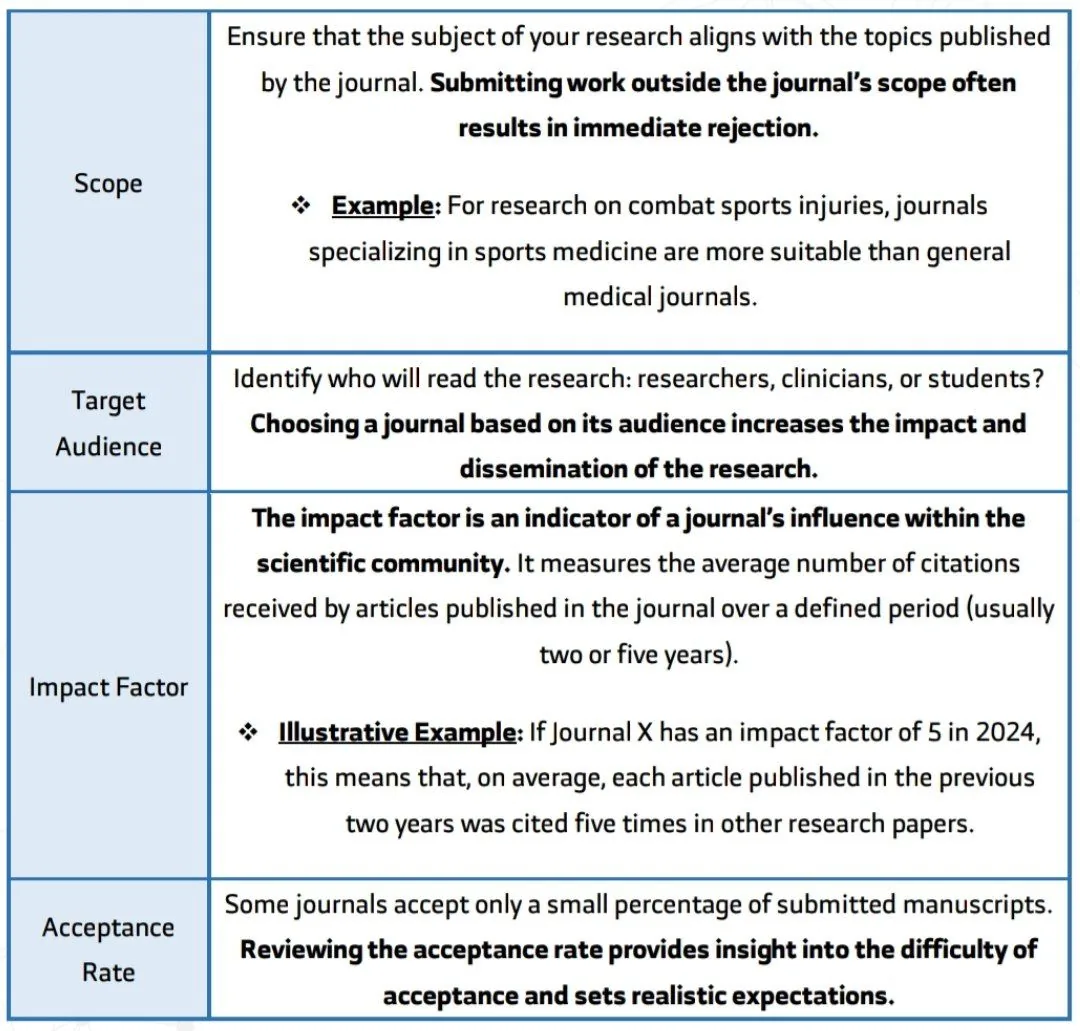 Scope
Ensure that the subject of your research aligns with the topics published
by the journal. Submitting work outside the journal’s scope often
results in immediate rejection.
❖ Example: For research on combat sports injuries, journals
specializing in sports medicine are more suitable than general
medical journals.
Target
Audience
Identify who will read the research: researchers, clinicians, or students?
Choosing a journal based on its audience increases the impact and
dissemination of the research.
Impact Factor
The impact factor is an indicator of a journal’s influence within the
scientific community. It measures the average number of citations
received by articles published in the journal over a defined period (usually
two or five years).
❖ Illustrative Example: If Journal X has an impact factor of 5 in 2024,
this means that, on average, each article published in the previous
two years was cited five times in other research papers.
Acceptance
Rate
Some journals accept only a small percentage of submitted manuscripts.
Reviewing the acceptance rate provides insight into the difficulty of
acceptance and sets realistic expectations.